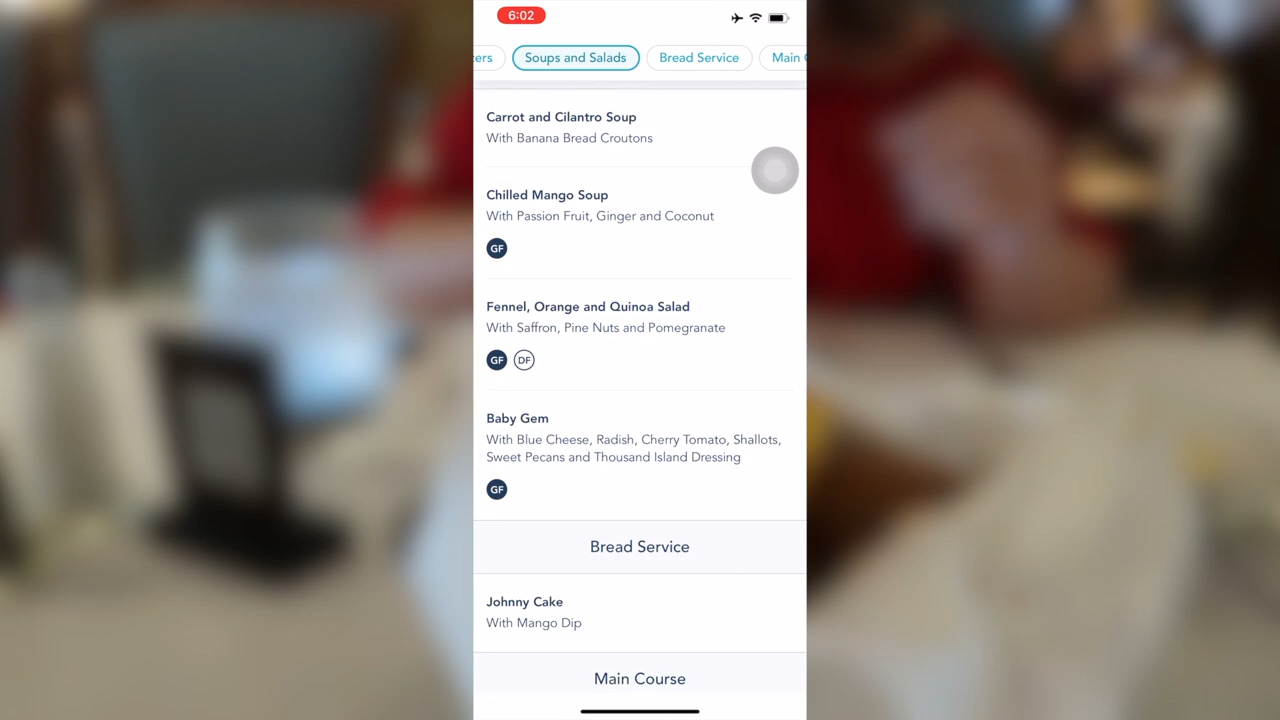 6:02
ers
Soups and Salads
Bread Service
Main
Carrot and Cilantro Soup
With Banana Bread Croutons
Chilled Mango Soup
With Passion Fruit, Ginger and Coconut
GF
Fennel, Orange and Quinoa Salad
With Saffron, Pine Nuts and Pomegranate
GF DF
Baby Gem
With Blue Cheese, Radish, Cherry Tomato, Shallots,
Sweet Pecans and Thousand Island Dressing
GF
Bread Service
Johnny Cake
With Mango Dip
Main Course